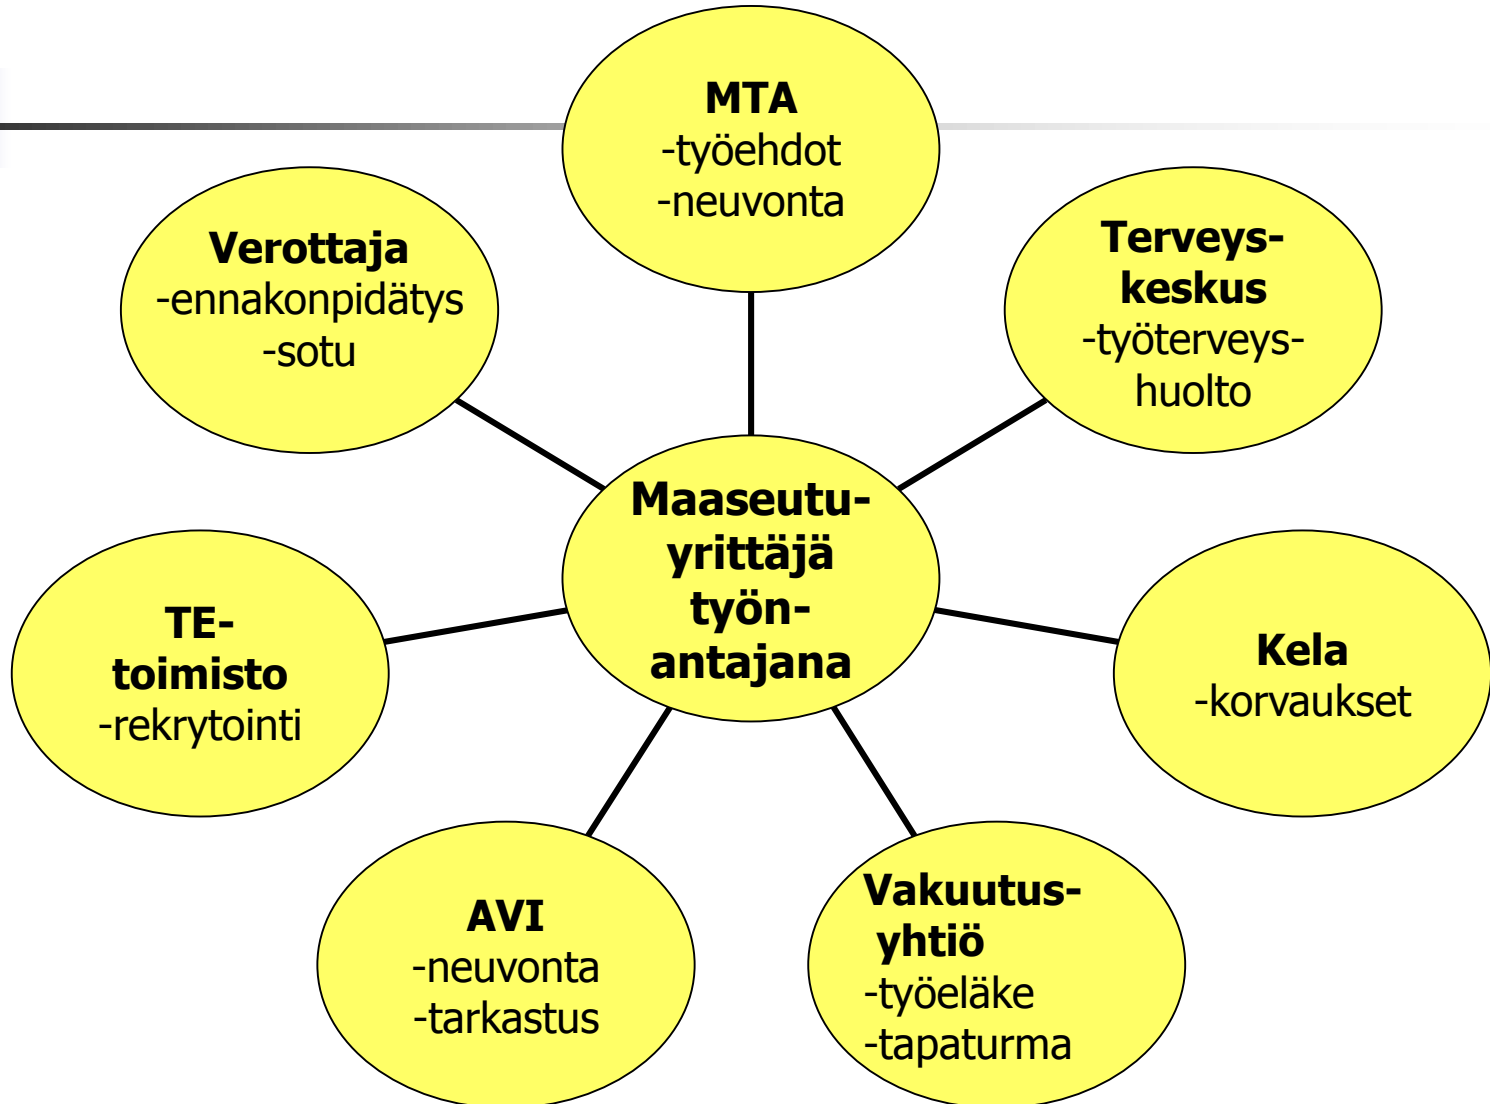 MTA
-työehdot
-neuvonta
Verottaja
-ennakonpidätys
-sotu
Terveys-
keskus
-työterveys-
huolto
Maaseutu-
yrittäjä
työn-
antajana
TE-
toimisto
-rekrytointi
Kela
-korvaukset
AVI
-neuvonta
-tarkastus
Vakuutus-
yhtiö
-työeläke
-tapaturma